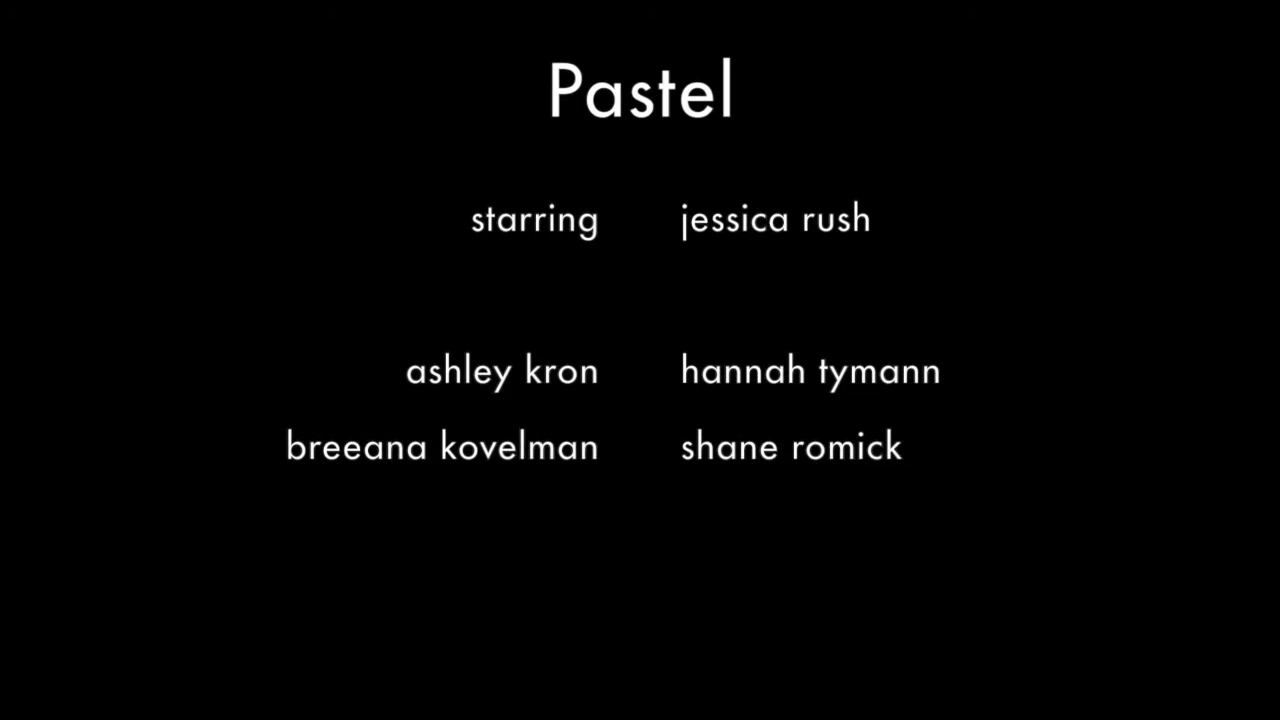 Pastel
starring jessica rush
ashley kron hannah tymann
breeana kovelman shane romick